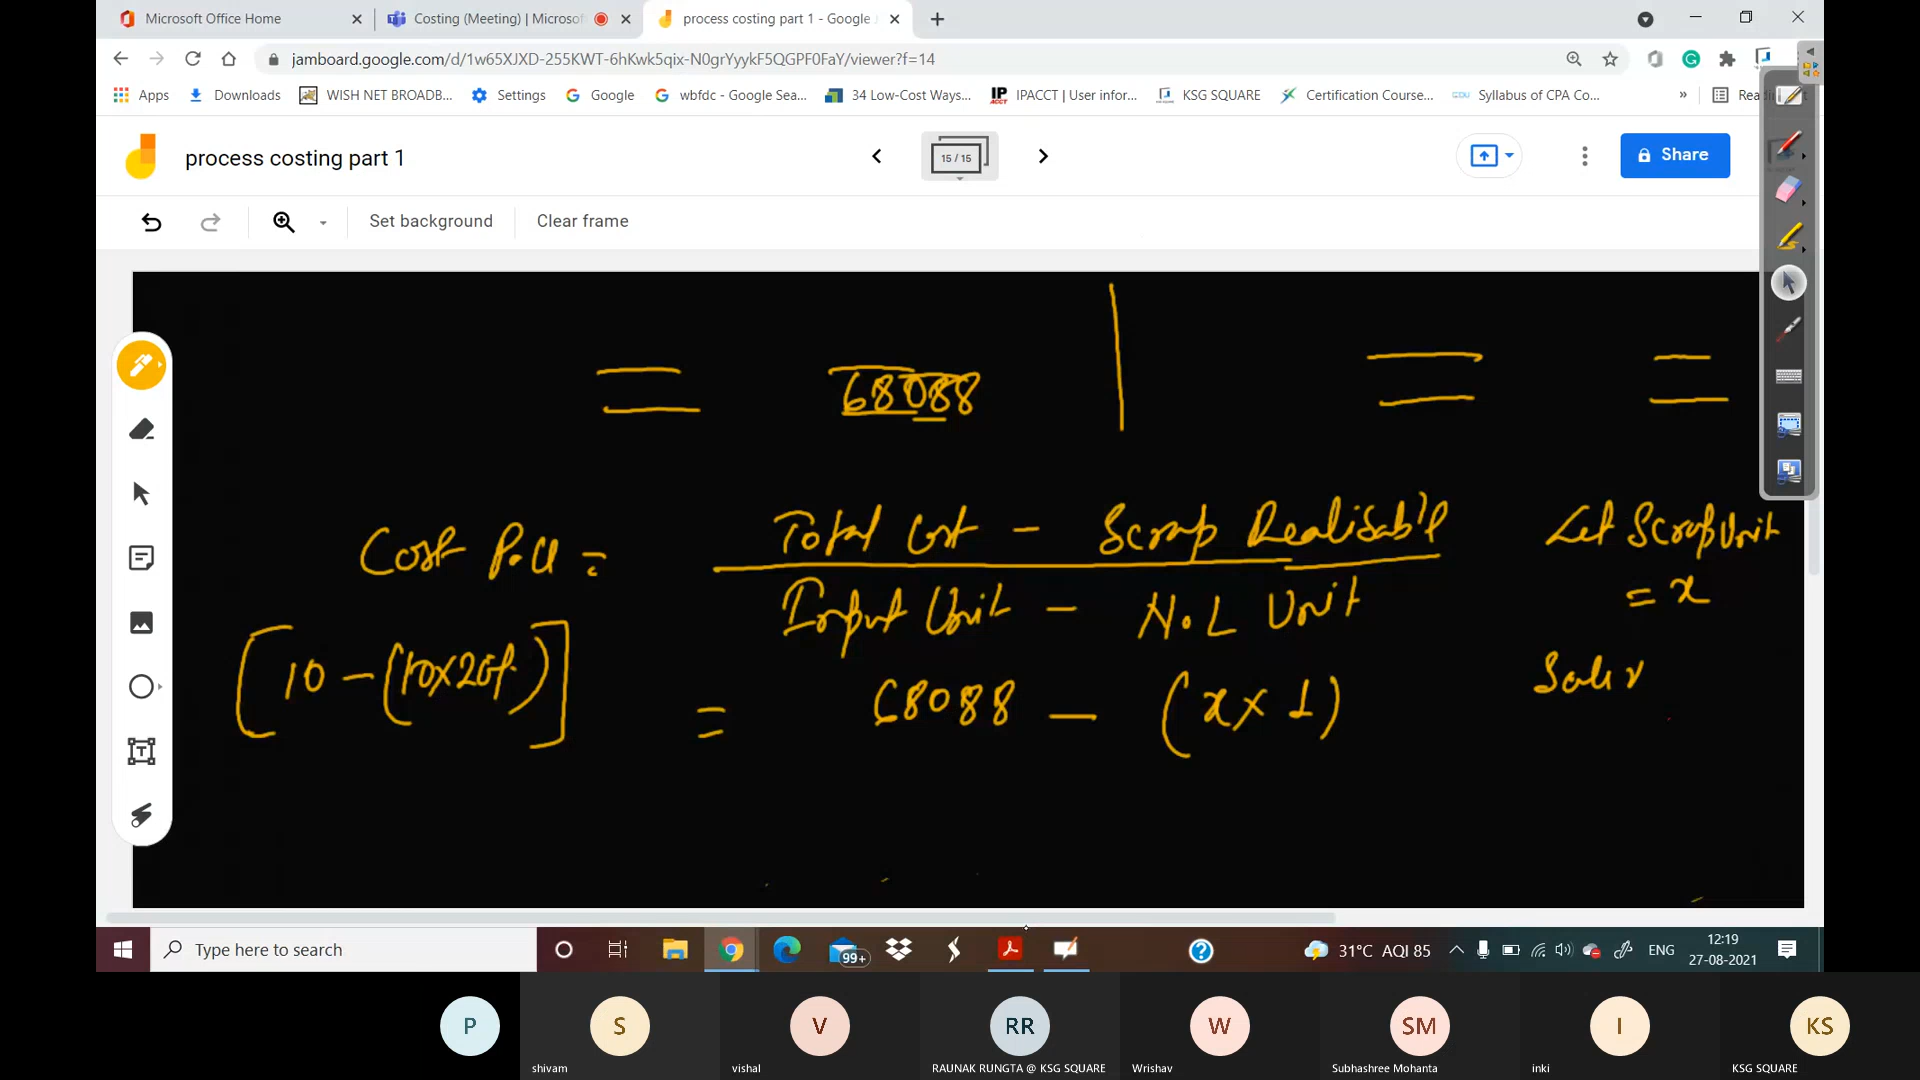 Microsoft Office Home
Costing (Meeting) | Microsof
process costing part 1 - Google J
jamboard.google.com/d/1w65XJXD-255KWT-6hKwk5qix-N0grYyykF5QGPF0FaY/viewer?f=14
Apps Downloads WISH NET BROADB... Settings Google wbfdc - Google Sea... 34 Low-Cost Ways... IP ACCT IPACCT | User infor... KSG SQUARE Certification Course... Syllabus of CPA Co... » Read
process costing part 1
15 / 15
Share
Set background Clear frame
= 68088 = =
Cost P.U = Total Cost - Scrap Realisable
Input Unit - N.L Unit
Let Scrap Unit
= x
[10 - (10x20%)]
= 68088 - (x x 1)
Sale v
Type here to search
99+
31°C AQI 85
ENG
12:19
27-08-2021
P S V RR W SM I KS
shivam vishal RAUNAK RUNGTA @ KSG SQUARE Wrishav Subhashree Mohanta inki KSG SQUARE